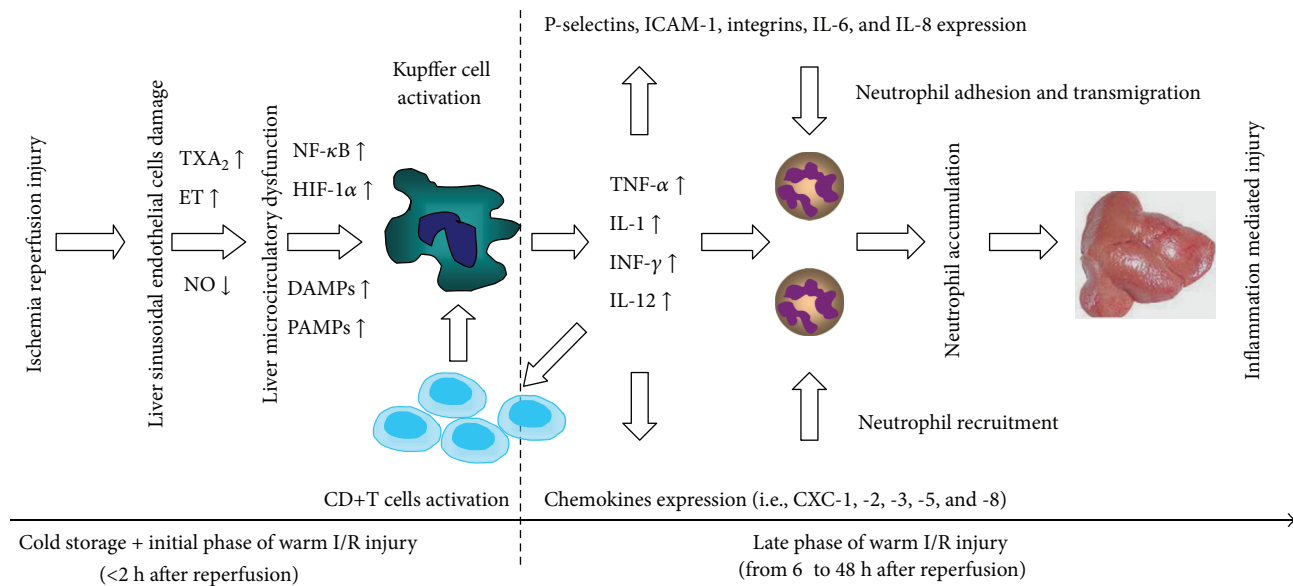 P-selectins, ICAM-1, integrins, IL-6, and IL-8 expression
Kupffer cell
activation
Neutrophil adhesion and transmigration
Ischemia reperfusion injury
Liver sinusoidal endothelial cells damage
TXA₂ ↑
ET ↑
NO ↓
Liver microcirculatory dysfunction
NF-κB ↑
HIF-1α ↑
DAMPs ↑
PAMPs ↑
TNF-α ↑
IL-1 ↑
INF-γ ↑
IL-12 ↑
Neutrophil accumulation
Inflammation mediated injury
Neutrophil recruitment
CD+T cells activation
Chemokines expression (i.e., CXC-1, -2, -3, -5, and -8)
Cold storage + initial phase of warm I/R injury
(<2 h after reperfusion)
Late phase of warm I/R injury
(from 6 to 48 h after reperfusion)